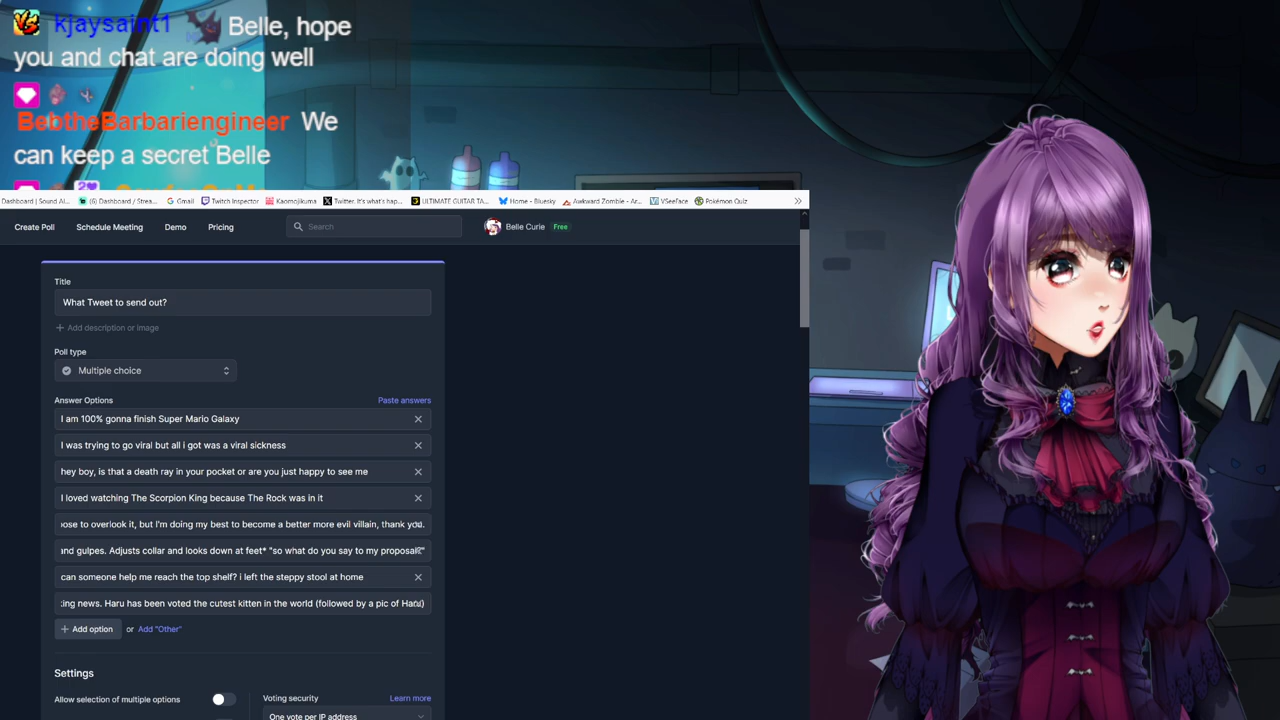 kjaysaint1 Belle, hope
you and chat are doing well
BebtheBarbariengineer We
can keep a secret Belle
2
Dashboard | Sound Al... (6) Dashboard / Strea... Gmail Twitch Inspector Kaomojikuma Twitter. It's what's hap... ULTIMATE GUITAR TA... Home - Bluesky Awkward Zombie - Ar... VSeeFace Pokémon Quiz
Create Poll Schedule Meeting Demo Pricing Search Belle Curie Free
Title
What Tweet to send out?
Add description or image
Poll type
Multiple choice
Answer Options Paste answers
I am 100% gonna finish Super Mario Galaxy
I was trying to go viral but all i got was a viral sickness
hey boy, is that a death ray in your pocket or are you just happy to see me
I loved watching The Scorpion King because The Rock was in it
ose to overlook it, but I'm doing my best to become a better more evil villain, thank you.
and gulpes. Adjusts collar and looks down at feet* "so what do you say to my proposal?"
can someone help me reach the top shelf? i left the steppy stool at home
king news. Haru has been voted the cutest kitten in the world (followed by a pic of Haru)
+ Add option or Add "Other"
Settings
Allow selection of multiple options Voting security Learn more
One vote per IP address